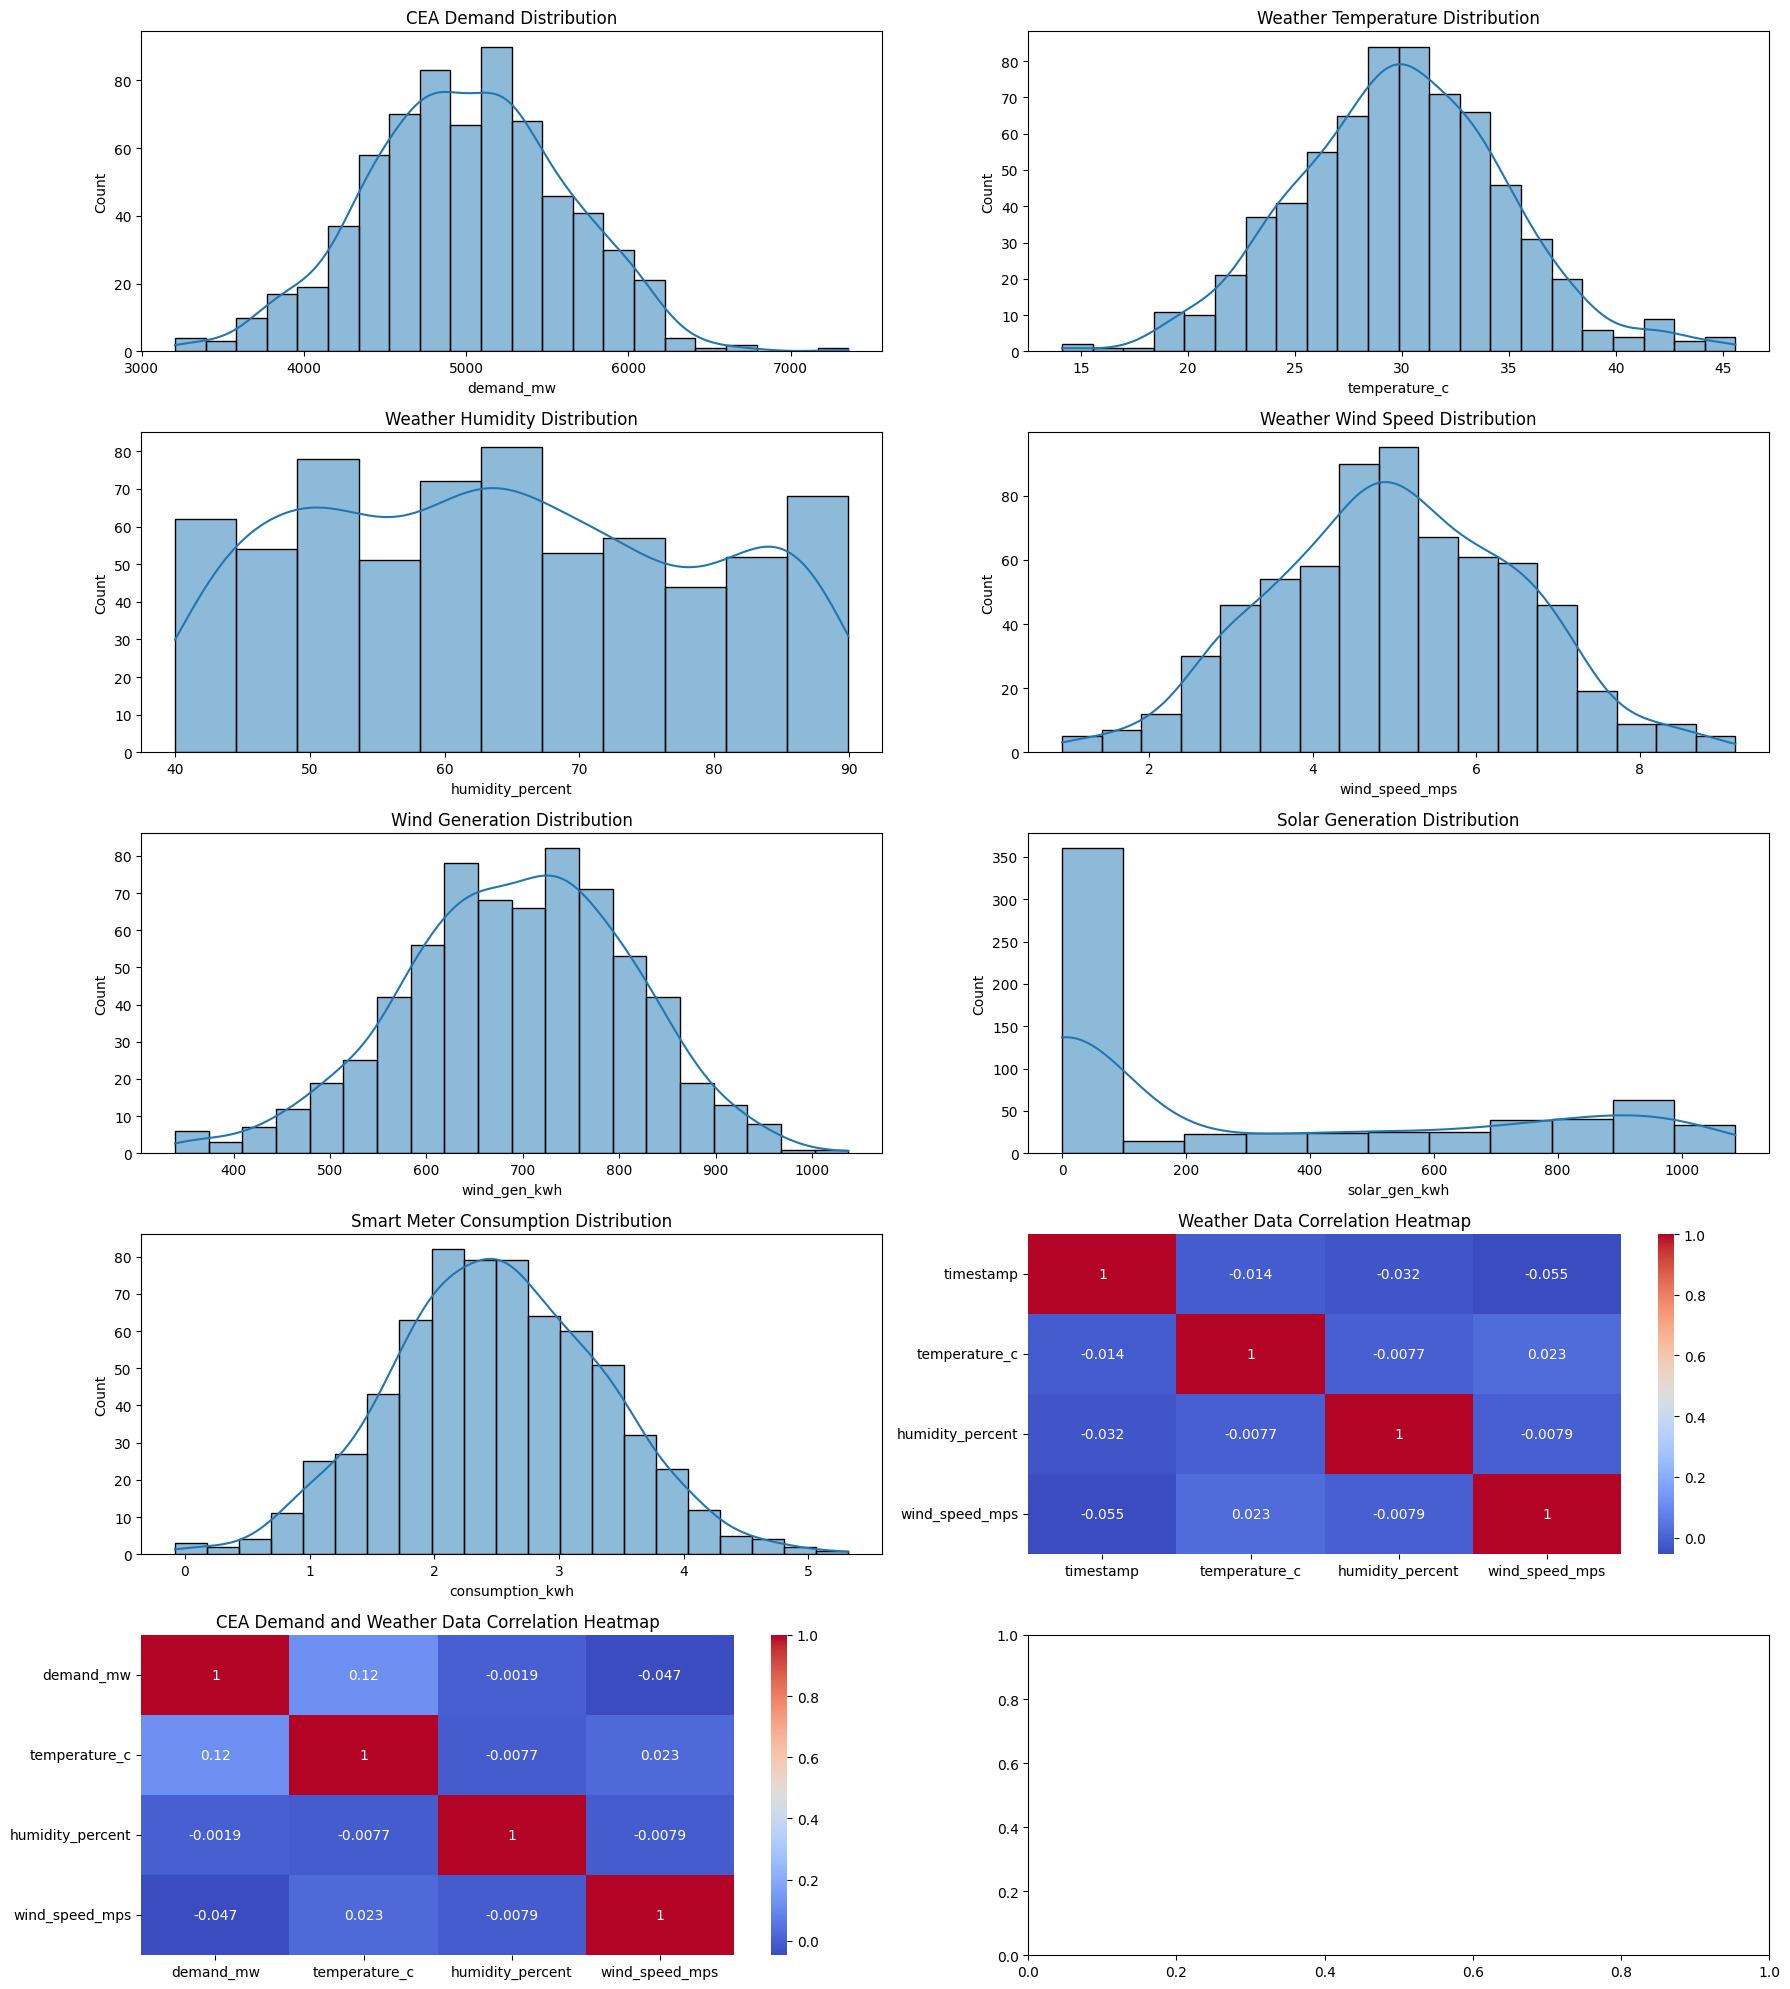 CEA Demand Distribution
Count
80
60
40
20
0
3000 4000 5000 6000 7000
demand_mw
Weather Temperature Distribution
Count
80
70
60
50
40
30
20
10
0
15 20 25 30 35 40 45
temperature_c
Weather Humidity Distribution
Count
80
70
60
50
40
30
20
10
0
40 50 60 70 80 90
humidity_percent
Weather Wind Speed Distribution
Count
80
60
40
20
0
2 4 6 8
wind_speed_mps
Wind Generation Distribution
Count
80
70
60
50
40
30
20
10
0
400 500 600 700 800 900 1000
wind_gen_kwh
Solar Generation Distribution
Count
350
300
250
200
150
100
50
0
0 200 400 600 800 1000
solar_gen_kwh
Smart Meter Consumption Distribution
Count
80
70
60
50
40
30
20
10
0
0 1 2 3 4 5
consumption_kwh
Weather Data Correlation Heatmap
timestamp 1 -0.014 -0.032 -0.055
temperature_c -0.014 1 -0.0077 0.023
humidity_percent -0.032 -0.0077 1 -0.0079
wind_speed_mps -0.055 0.023 -0.0079 1
timestamp temperature_c humidity_percent wind_speed_mps
1.0
0.8
0.6
0.4
0.2
0.0
CEA Demand and Weather Data Correlation Heatmap
demand_mw 1 0.12 -0.0019 -0.047
temperature_c 0.12 1 -0.0077 0.023
humidity_percent -0.0019 -0.0077 1 -0.0079
wind_speed_mps -0.047 0.023 -0.0079 1
demand_mw temperature_c humidity_percent wind_speed_mps
1.0
0.8
0.6
0.4
0.2
0.0
1.0
0.8
0.6
0.4
0.2
0.0
0.0 0.2 0.4 0.6 0.8 1.0